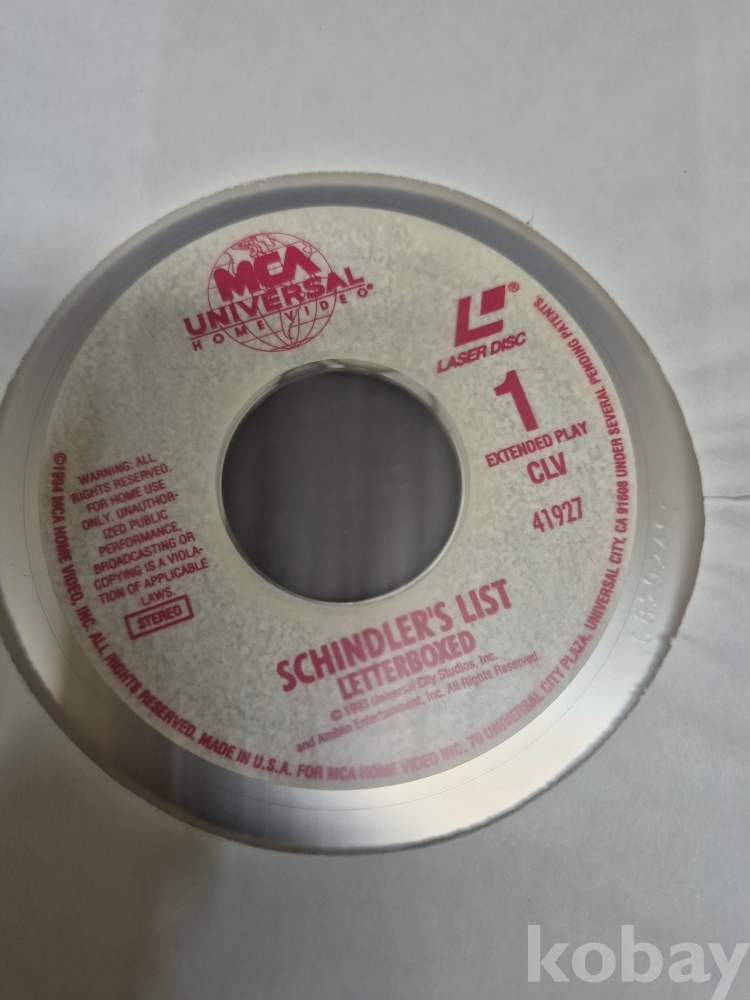 MCA
UNIVERSAL®
HOME VIDEO
®
LASER DISC
1
EXTENDED PLAY
CLV
41927
WARNING: ALL
RIGHTS RESERVED.
FOR HOME USE
ONLY. UNAUTHOR-
IZED PUBLIC
PERFORMANCE,
BROADCASTING OR
COPYING IS A VIOLA-
TION OF APPLICABLE
LAWS.
STEREO
SCHINDLER'S LIST
LETTERBOXED
© 1993 Universal City Studios, Inc.
and Amblin Entertainment, Inc. All Rights Reserved.
©1994 MCA HOME VIDEO, INC. ALL RIGHTS RESERVED. MADE IN U.S.A. FOR MCA HOME VIDEO INC. 70 UNIVERSAL CITY PLAZA, UNIVERSAL CITY, CA 91608 UNDER SEVERAL PENDING PATENTS.
kobay